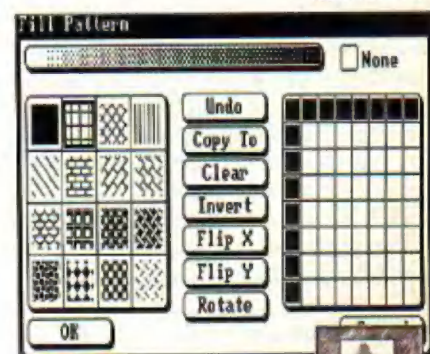 Fill Pattern
None
Undo
Copy To
Clear
Invert
Flip X
Flip Y
Rotate
OK